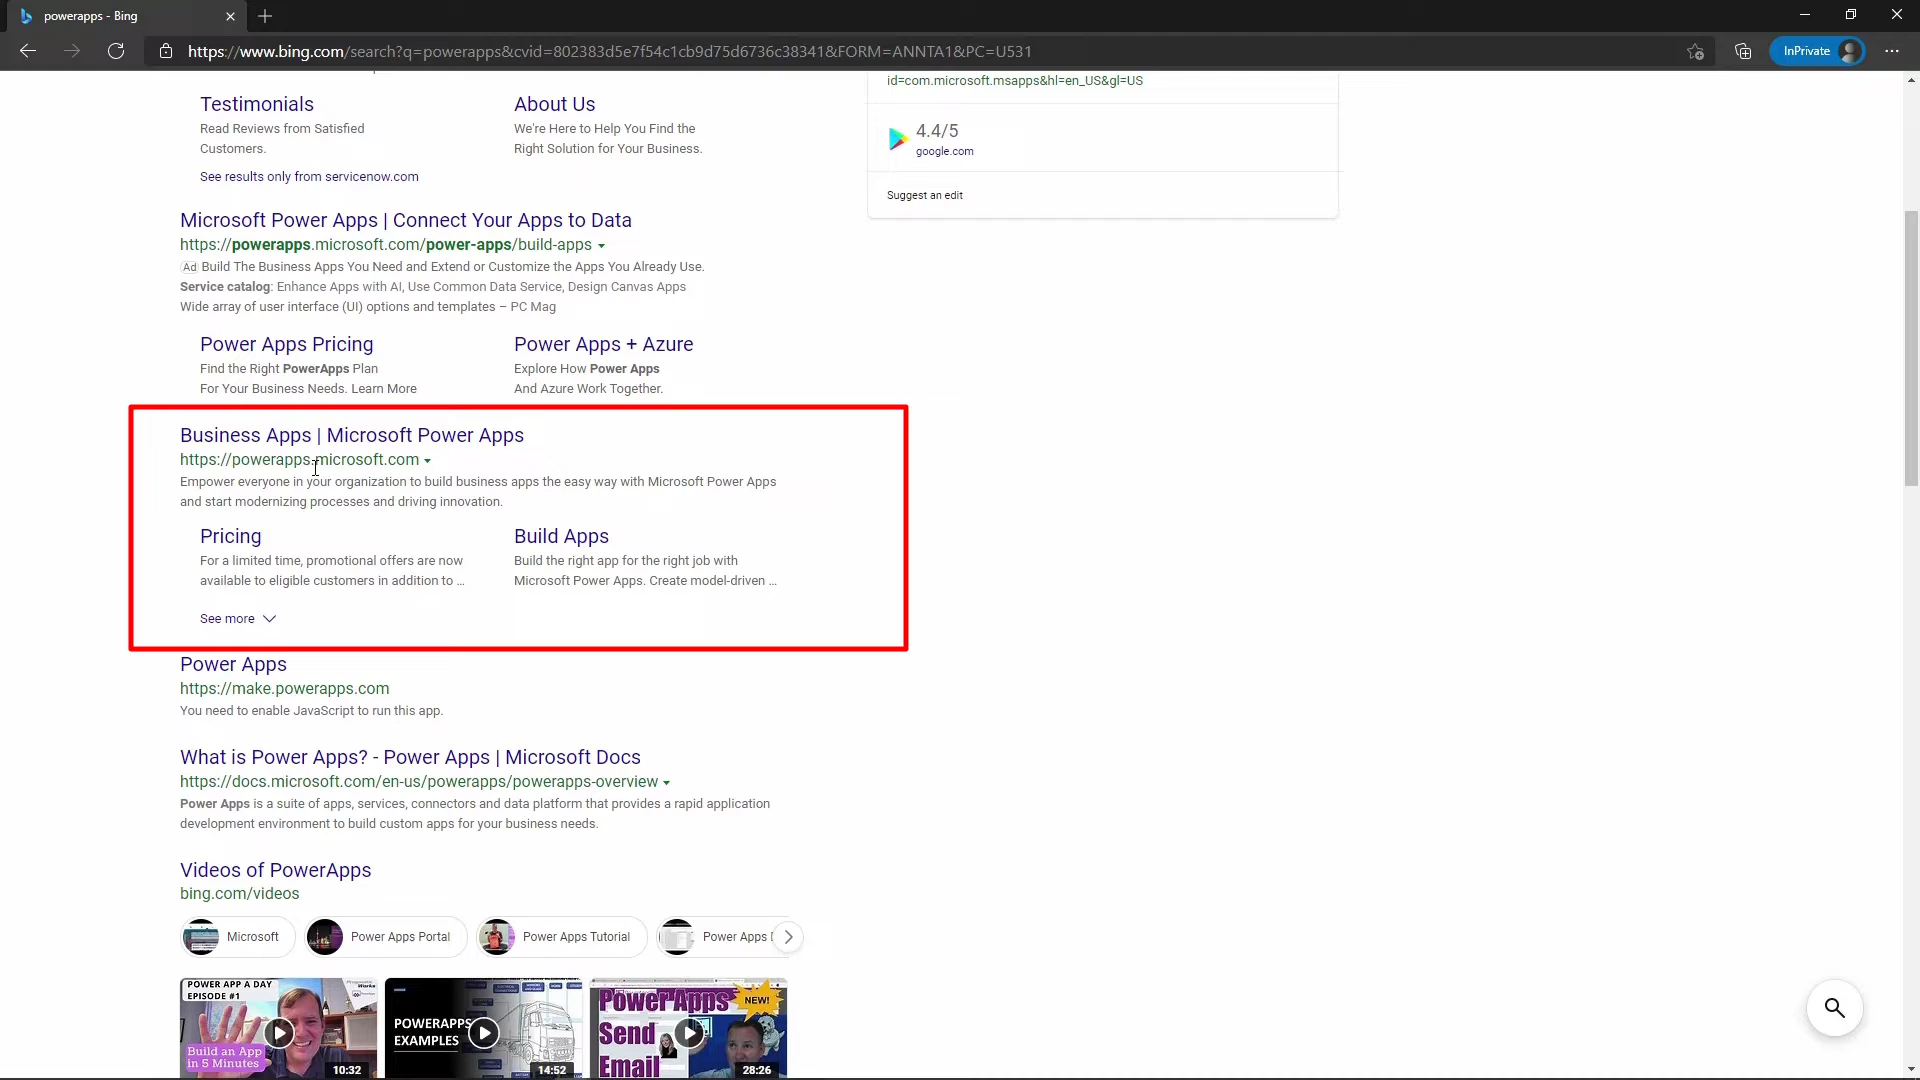 powerapps - Bing
https://www.bing.com/search?q=powerapps&cvid=802383d5e7f54c1cb9d75d6736c38341&FORM=ANNTA1&PC=U531
InPrivate
Testimonials
Read Reviews from Satisfied
Customers.
About Us
We're Here to Help You Find the
Right Solution for Your Business.
See results only from servicenow.com
Microsoft Power Apps | Connect Your Apps to Data
https://powerapps.microsoft.com/power-apps/build-apps
Ad Build The Business Apps You Need and Extend or Customize the Apps You Already Use.
Service catalog: Enhance Apps with AI, Use Common Data Service, Design Canvas Apps
Wide array of user interface (UI) options and templates – PC Mag
Power Apps Pricing
Find the Right PowerApps Plan
For Your Business Needs. Learn More
Power Apps + Azure
Explore How Power Apps
And Azure Work Together.
Business Apps | Microsoft Power Apps
https://powerapps.microsoft.com
Empower everyone in your organization to build business apps the easy way with Microsoft Power Apps
and start modernizing processes and driving innovation.
Pricing
For a limited time, promotional offers are now
available to eligible customers in addition to ...
Build Apps
Build the right app for the right job with
Microsoft Power Apps. Create model-driven ...
See more
Power Apps
https://make.powerapps.com
You need to enable JavaScript to run this app.
What is Power Apps? - Power Apps | Microsoft Docs
https://docs.microsoft.com/en-us/powerapps/powerapps-overview
Power Apps is a suite of apps, services, connectors and data platform that provides a rapid application
development environment to build custom apps for your business needs.
Videos of PowerApps
bing.com/videos
Microsoft
Power Apps Portal
Power Apps Tutorial
Power Apps
POWER APP A DAY
EPISODE #1
Build an App
in 5 Minutes
10:32
POWERAPPS
EXAMPLES
14:52
PowerApps
NEW!
Send
Email
28:26
id=com.microsoft.msapps&hl=en_US&gl=US
4.4/5
google.com
Suggest an edit